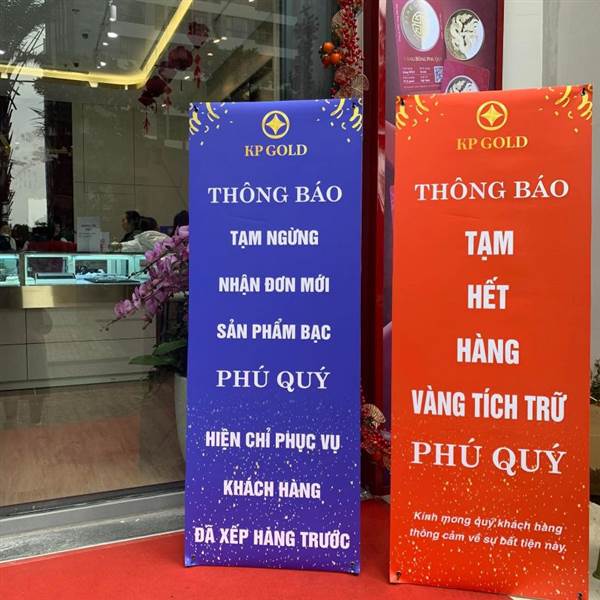 KP GOLD
THÔNG BÁO
TẠM NGỪNG
NHẬN ĐƠN MỚI
SẢN PHẨM BẠC
PHÚ QUÝ
HIỆN CHỈ PHỤC VỤ
KHÁCH HÀNG
ĐÃ XẾP HÀNG TRƯỚC
KP GOLD
THÔNG BÁO
TẠM
HẾT
HÀNG
VÀNG TÍCH TRỮ
PHÚ QUÝ
Kính mong quý khách hàng
thông cảm về sự bất tiện này.